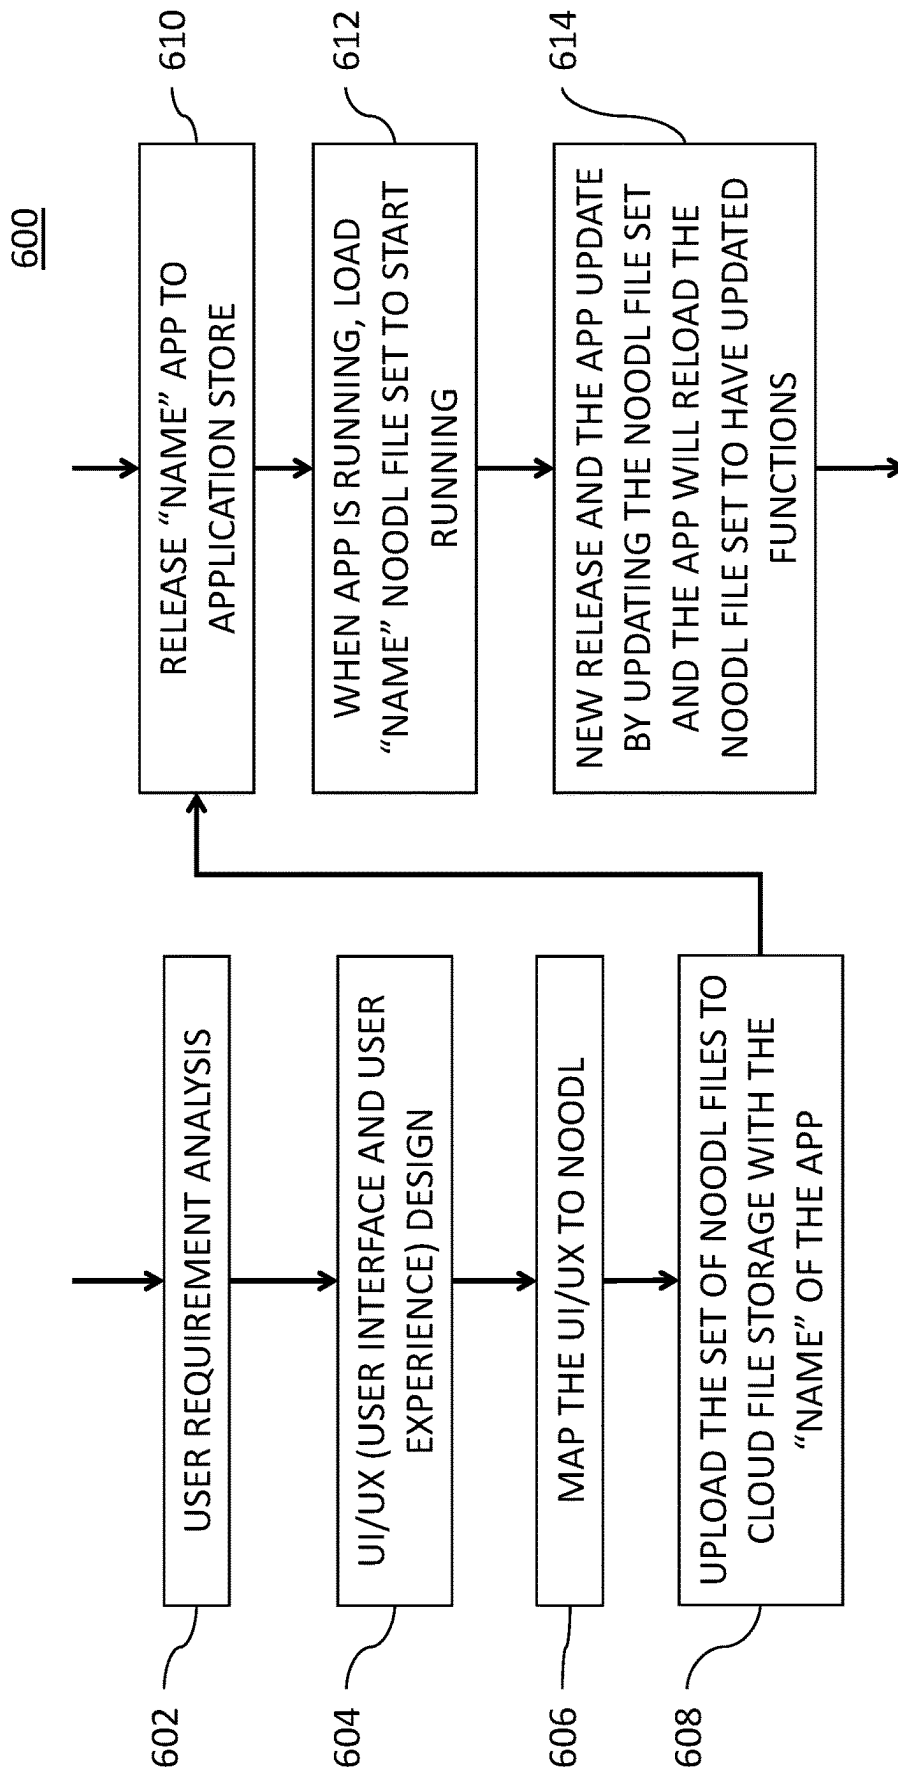 600
602
USER REQUIREMENT ANALYSIS
604
UI/UX (USER INTERFACE AND USER
EXPERIENCE) DESIGN
606
MAP THE UI/UX TO NOODL
608
UPLOAD THE SET OF NOODL FILES TO
CLOUD FILE STORAGE WITH THE
“NAME” OF THE APP
610
RELEASE “NAME” APP TO
APPLICATION STORE
612
WHEN APP IS RUNNING, LOAD
“NAME” NOODL FILE SET TO START
RUNNING
614
NEW RELEASE AND THE APP UPDATE
BY UPDATING THE NOODL FILE SET
AND THE APP WILL RELOAD THE
NOODL FILE SET TO HAVE UPDATED
FUNCTIONS